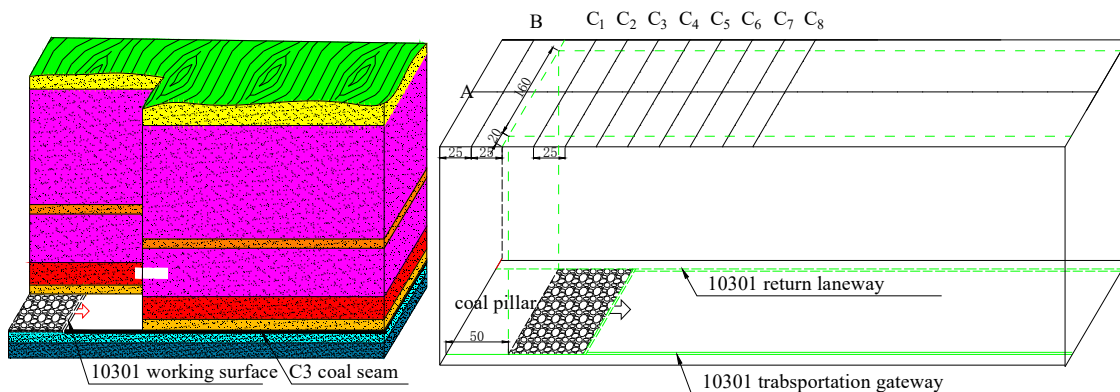 B C1 C2 C3 C4 C5 C6 C7 C8
A
160
20
25 25 25
10301 return laneway
coal pillar
50
10301 working surface C3 coal seam
10301 trabsportation gateway